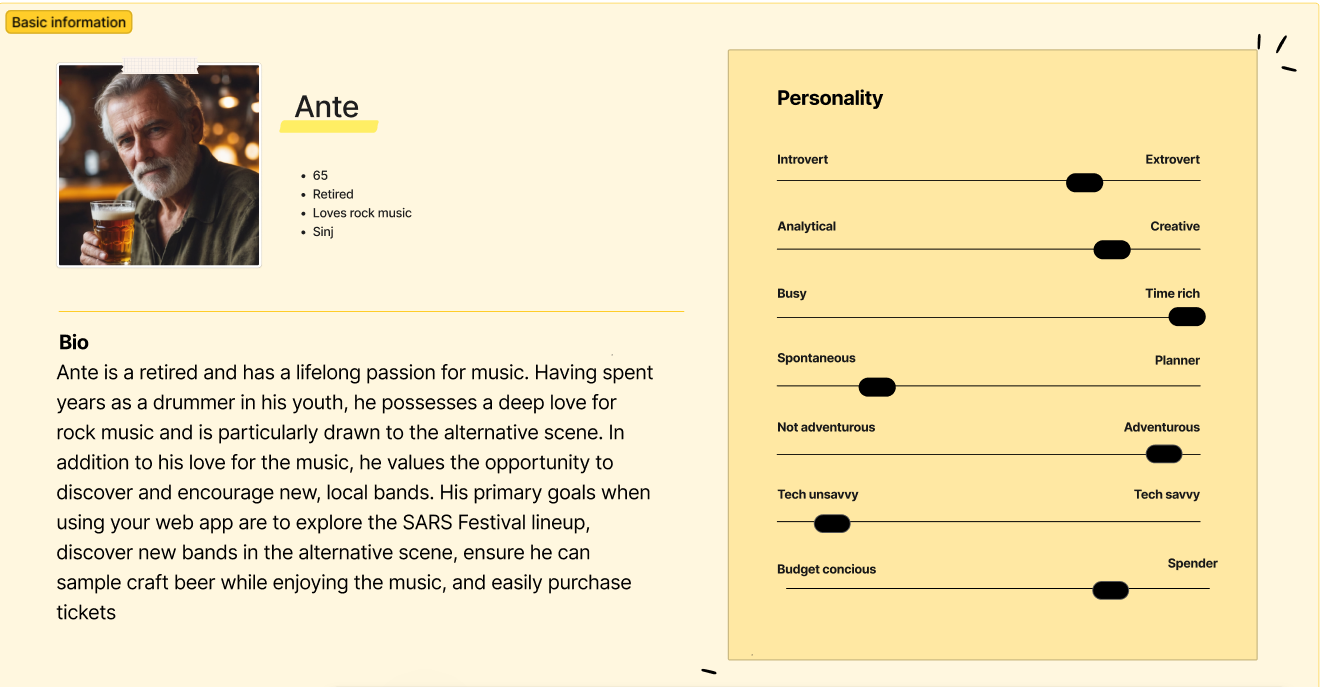 Basic information
Ante
65
Retired
Loves rock music
Sinj
Bio
Ante is a retired and has a lifelong passion for music. Having spent
years as a drummer in his youth, he possesses a deep love for
rock music and is particularly drawn to the alternative scene. In
addition to his love for the music, he values the opportunity to
discover and encourage new, local bands. His primary goals when
using your web app are to explore the SARS Festival lineup,
discover new bands in the alternative scene, ensure he can
sample craft beer while enjoying the music, and easily purchase
tickets
Personality
Introvert Extrovert
Analytical Creative
Busy Time rich
Spontaneous Planner
Not adventurous Adventurous
Tech unsavvy Tech savvy
Budget concious Spender